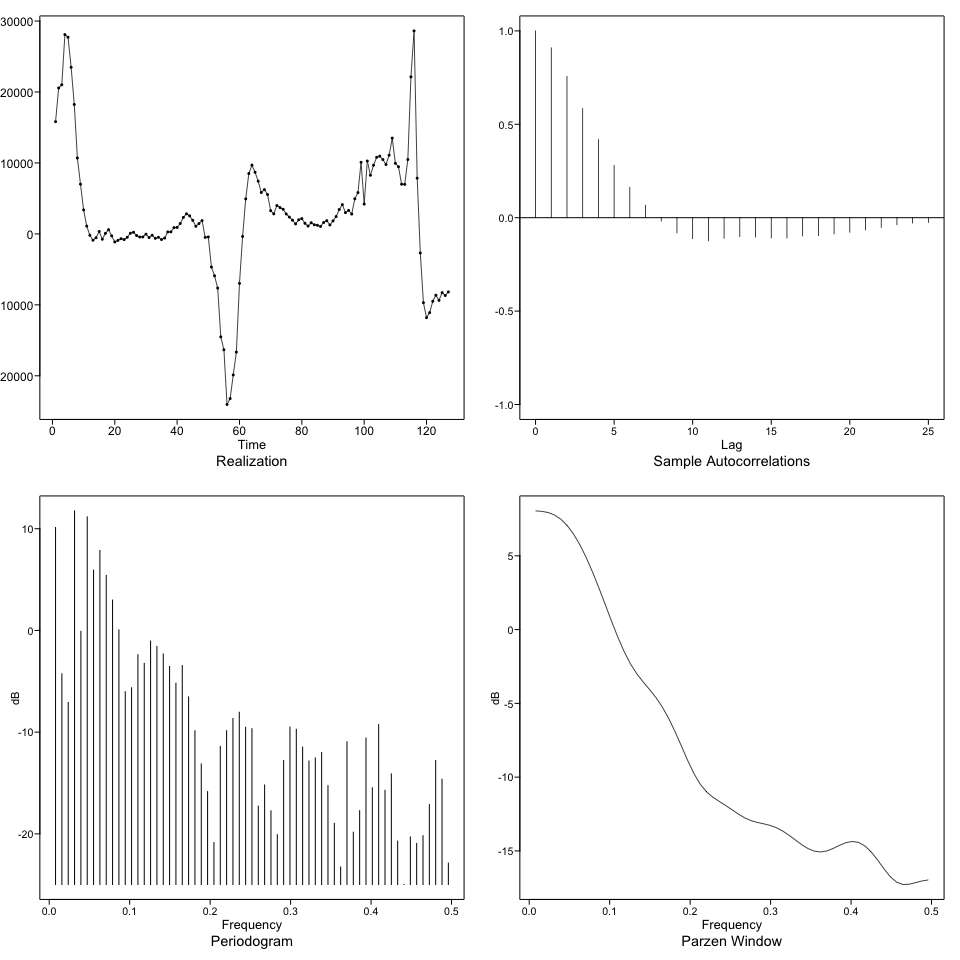 30000
20000
10000
0
10000
20000
0 20 40 60 80 100 120
Time
Realization
1.0
0.5
0.0
-0.5
-1.0
0 5 10 15 20 25
Lag
Sample Autocorrelations
10
0
-10
-20
dB
0.0 0.1 0.2 0.3 0.4 0.5
Frequency
Periodogram
5
0
-5
-10
-15
dB
0.0 0.1 0.2 0.3 0.4 0.5
Frequency
Parzen Window